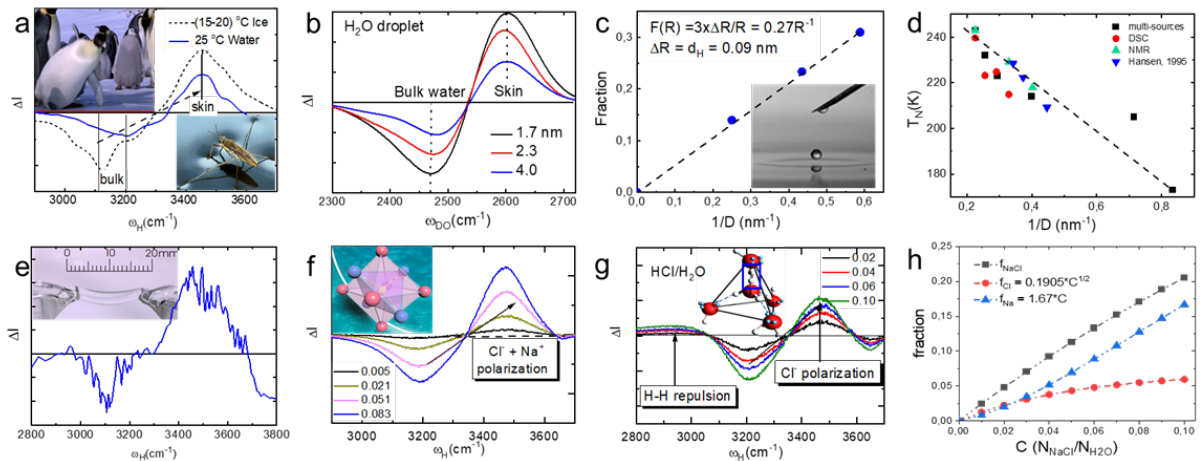 a
(15-20) °C Ice
25 °C Water
skin
bulk
ΔI
3000 3200 3400 3600
ω_H(cm⁻¹)
b
H₂O droplet
Bulk water
Skin
1.7 nm
2.3
4.0
ΔI
2300 2400 2500 2600 2700
ω_DO(cm⁻¹)
c
F(R) =3xΔR/R = 0.27R⁻¹
ΔR = d_H = 0.09 nm
Fraction
0,3
0,2
0,1
0,0
0,0 0,1 0,2 0,3 0,4 0,5 0,6
1/D (nm⁻¹)
d
multi-sources
DSC
NMR
Hansen, 1995
T_N(K)
240
220
200
180
0,2 0,4 0,6 0,8
1/D (nm⁻¹)
e
0 10 20mm
ΔI
2800 3000 3200 3400 3600 3800
ω_H(cm⁻¹)
f
0.005
0.021
0.051
0.083
Cl⁻ + Na⁺
polarization
ΔI
3000 3200 3400 3600
ω_H(cm⁻¹)
g
HCl/H₂O
0.02
0.04
0.06
0.10
H-H repulsion
Cl⁻ polarization
ΔI
2800 3000 3200 3400 3600
ω_H(cm⁻¹)
h
f_NaCl
f_Cl = 0.1905*C^1/2
f_Na = 1.67*C
fraction
0,25
0,20
0,15
0,10
0,05
0,00
0,00 0,02 0,04 0,06 0,08 0,10
C (N_NaCl/N_H2O)